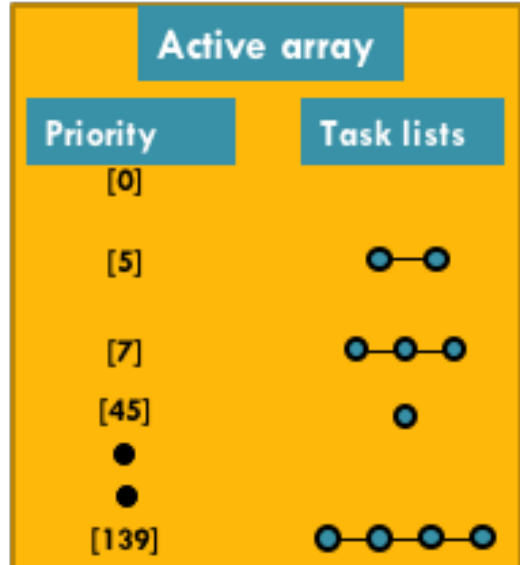 Active array
Priority Task lists
[0]
[5]
[7]
[45]
[139]